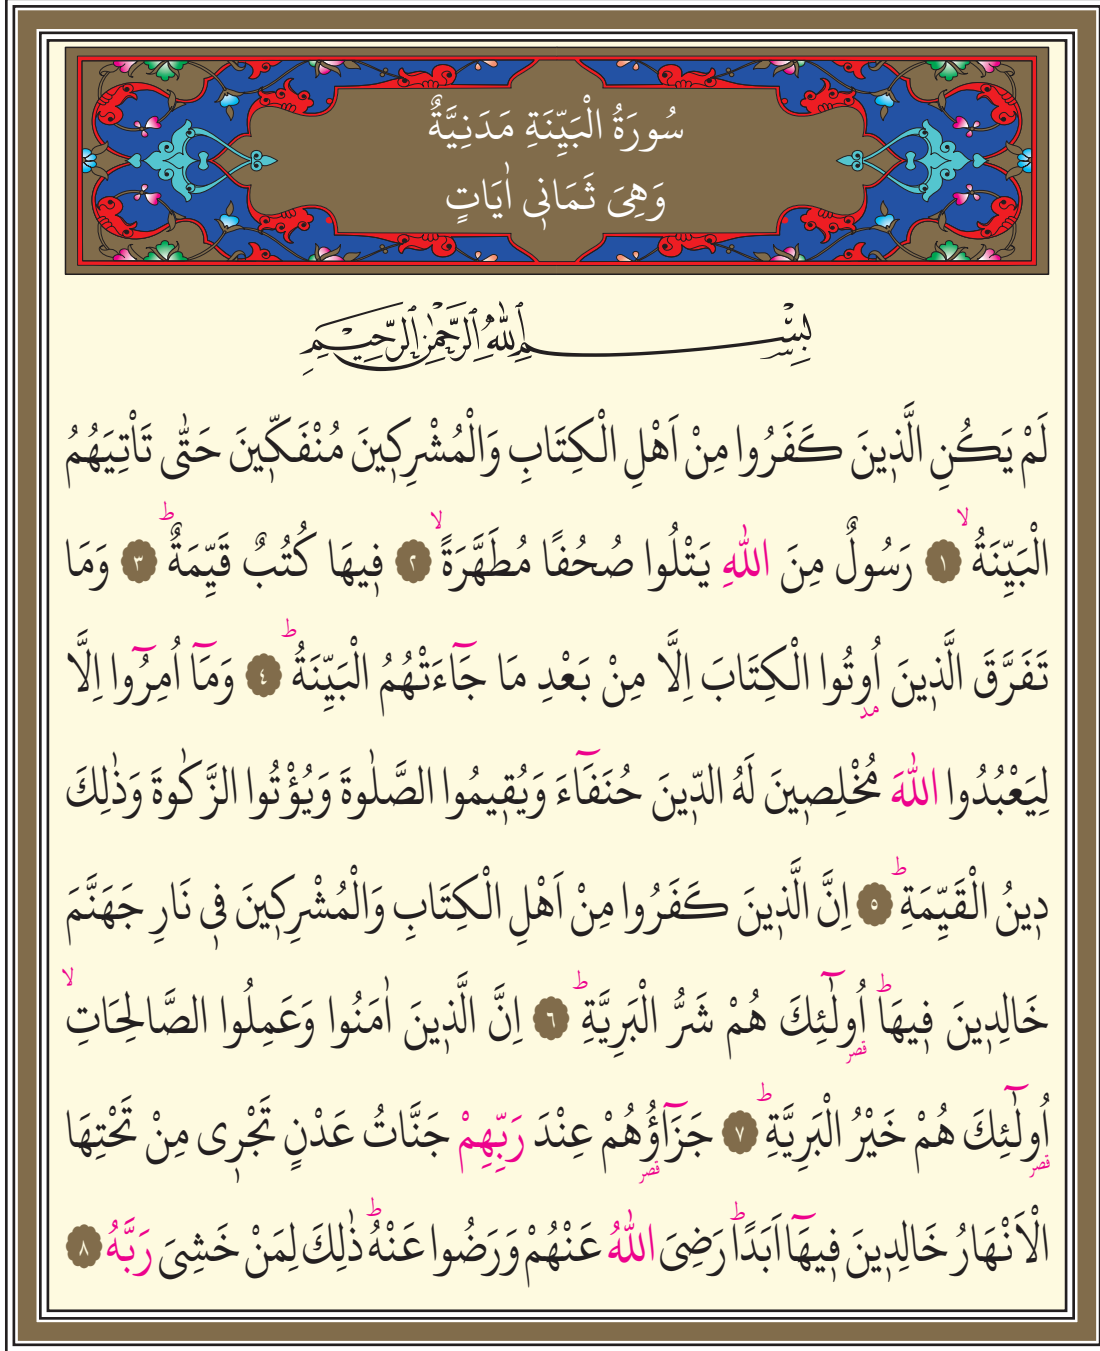 سُورَةُ الْبَيِّنَةِ مَدَنِيَّةٌ
وَهِيَ ثَمَانٖي اٰيَاتٍ
بِسْمِ اللّٰهِ الرَّحْمٰنِ الرَّحٖيمِ
لَمْ يَكُنِ الَّذٖينَ كَفَرُوا مِنْ اَهْلِ الْكِتَابِ وَالْمُشْرِكٖينَ مُنْفَكّٖينَ حَتّٰى تَأْتِيَهُمُ
الْبَيِّنَةُۙ ١ رَسُولٌ مِنَ اللّٰهِ يَتْلُوا صُحُفًا مُطَهَّرَةًۙ ٢ فٖيهَا كُتُبٌ قَيِّمَةٌؕ ٣ وَمَا
تَفَرَّقَ الَّذٖينَ اُوتُوا الْكِتَابَ اِلَّا مِنْ بَعْدِ مَا جَٓاءَتْهُمُ الْبَيِّنَةُؕ ٤ وَمَٓا اُمِرُٓوا اِلَّا
مد
لِيَعْبُدُوا اللّٰهَ مُخْلِصٖينَ لَهُ الدّٖينَ حُنَفَٓاءَ وَيُقٖيمُوا الصَّلٰوةَ وَيُؤْتُوا الزَّكٰوةَ وَذٰلِكَ
دٖينُ الْقَيِّمَةِؕ ٥ اِنَّ الَّذٖينَ كَفَرُوا مِنْ اَهْلِ الْكِتَابِ وَالْمُشْرِكٖينَ فٖي نَارِ جَهَنَّمَ
خَالِدٖينَ فٖيهَاؕ اُولٰٓئِكَ هُمْ شَرُّ الْبَرِيَّةِؕ ٦ اِنَّ الَّذٖينَ اٰمَنُوا وَعَمِلُوا الصَّالِحَاتِۙ
قصر
اُولٰٓئِكَ هُمْ خَيْرُ الْبَرِيَّةِؕ ٧ جَزَٓاؤُهُمْ عِنْدَ رَبِّهِمْ جَنَّاتُ عَدْنٍ تَجْرٖى مِنْ تَحْتِهَا
قصر قصر
الْاَنْهَارُ خَالِدٖينَ فٖيهَٓا اَبَدًاؕ رَضِيَ اللّٰهُ عَنْهُمْ وَرَضُوا عَنْهُؕ ذٰلِكَ لِمَنْ خَشِيَ رَبَّهُ ٨